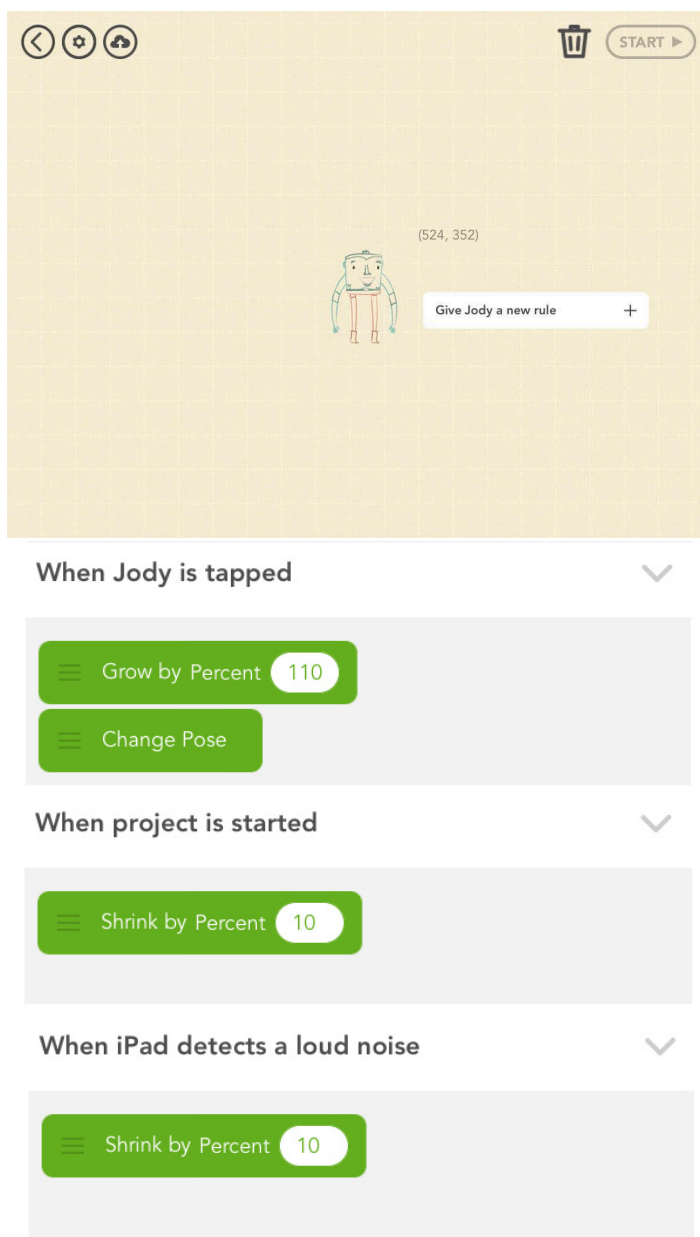 START
(524, 352)
Give Jody a new rule
When Jody is tapped
Grow by Percent 110
Change Pose
When project is started
Shrink by Percent 10
When iPad detects a loud noise
Shrink by Percent 10